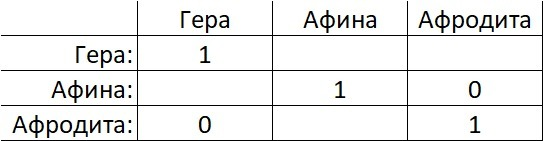 Гера Афина Афродита
Гера: 1
Афина: 1 0
Афродита: 0 1